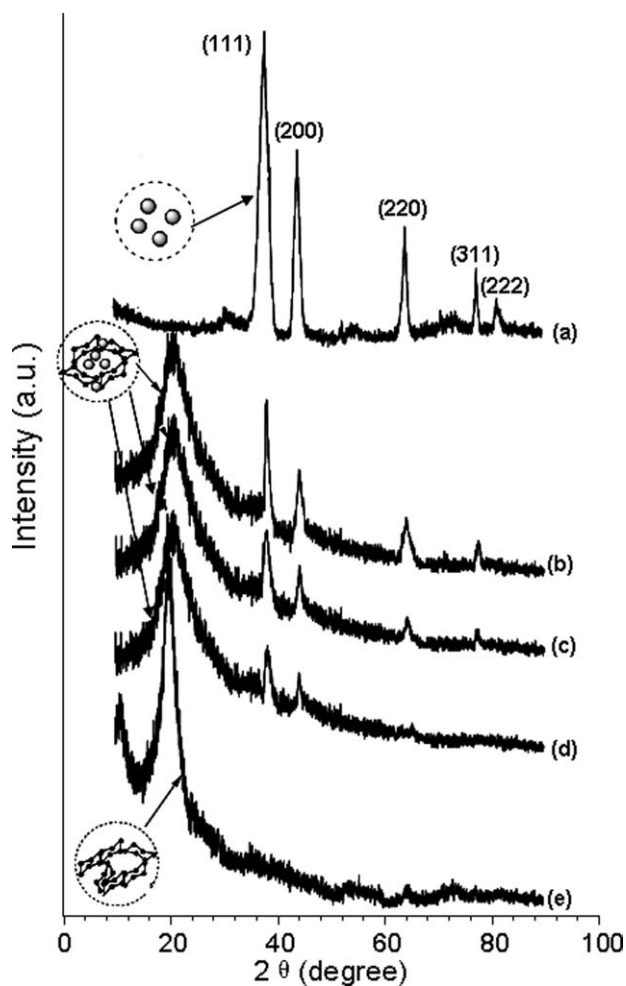 (111)
(200)
(220)
(311)
(222)
(a)
(b)
(c)
(d)
(e)
Intensity (a.u.)
0 20 40 60 80 100
2 θ (degree)